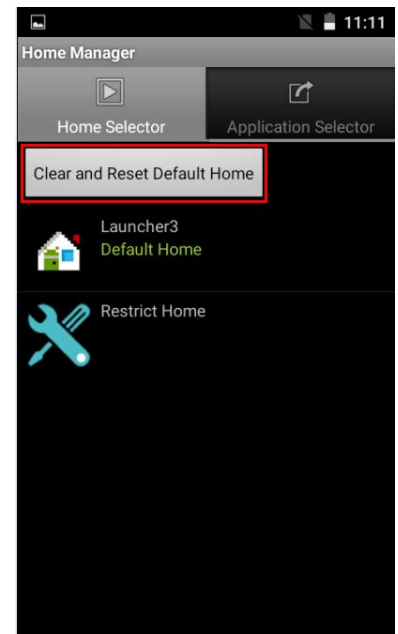 11:11
Home Manager
Home Selector
Application Selector
Clear and Reset Default Home
Launcher3
Default Home
Restrict Home